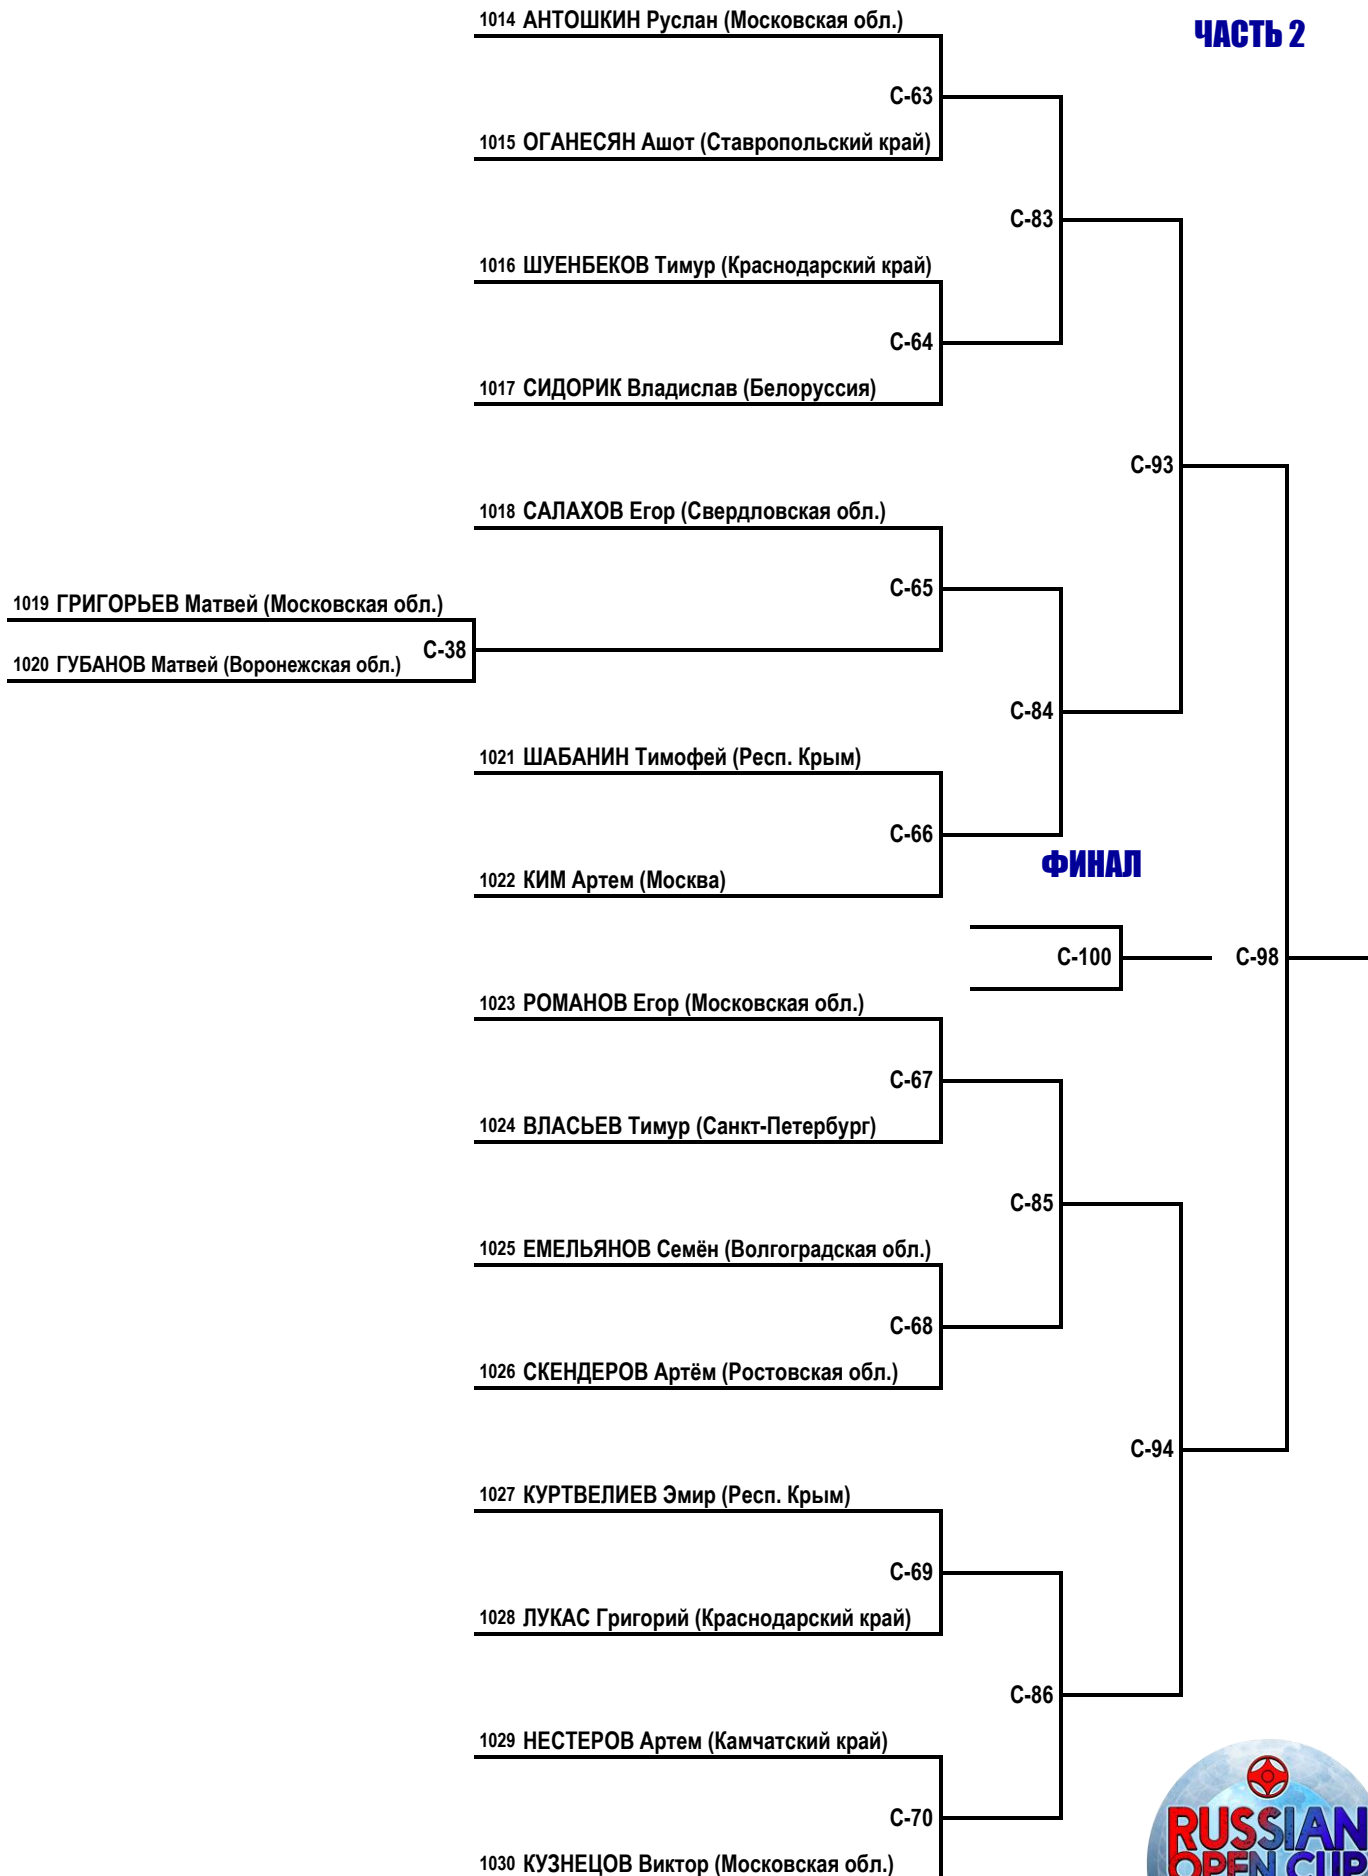 1014 АНТОШКИН Руслан (Московская обл.)
ЧАСТЬ 2
С-63
1015 ОГАНЕСЯН Ашот (Ставропольский край)
С-83
1016 ШУЕНБЕКОВ Тимур (Краснодарский край)
С-64
1017 СИДОРИК Владислав (Белоруссия)
С-93
1018 САЛАХОВ Егор (Свердловская обл.)
С-65
1019 ГРИГОРЬЕВ Матвей (Московская обл.)
С-38
1020 ГУБАНОВ Матвей (Воронежская обл.)
С-84
1021 ШАБАНИН Тимофей (Респ. Крым)
С-66
ФИНАЛ
1022 КИМ Артем (Москва)
С-100
С-98
1023 РОМАНОВ Егор (Московская обл.)
С-67
1024 ВЛАСЬЕВ Тимур (Санкт-Петербург)
С-85
1025 ЕМЕЛЬЯНОВ Семён (Волгоградская обл.)
С-68
1026 СКЕНДЕРОВ Артём (Ростовская обл.)
С-94
1027 КУРТВЕЛИЕВ Эмир (Респ. Крым)
С-69
1028 ЛУКАС Григорий (Краснодарский край)
С-86
1029 НЕСТЕРОВ Артем (Камчатский край)
С-70
RUSSIAN
OPEN CUP
1030 КУЗНЕЦОВ Виктор (Московская обл.)